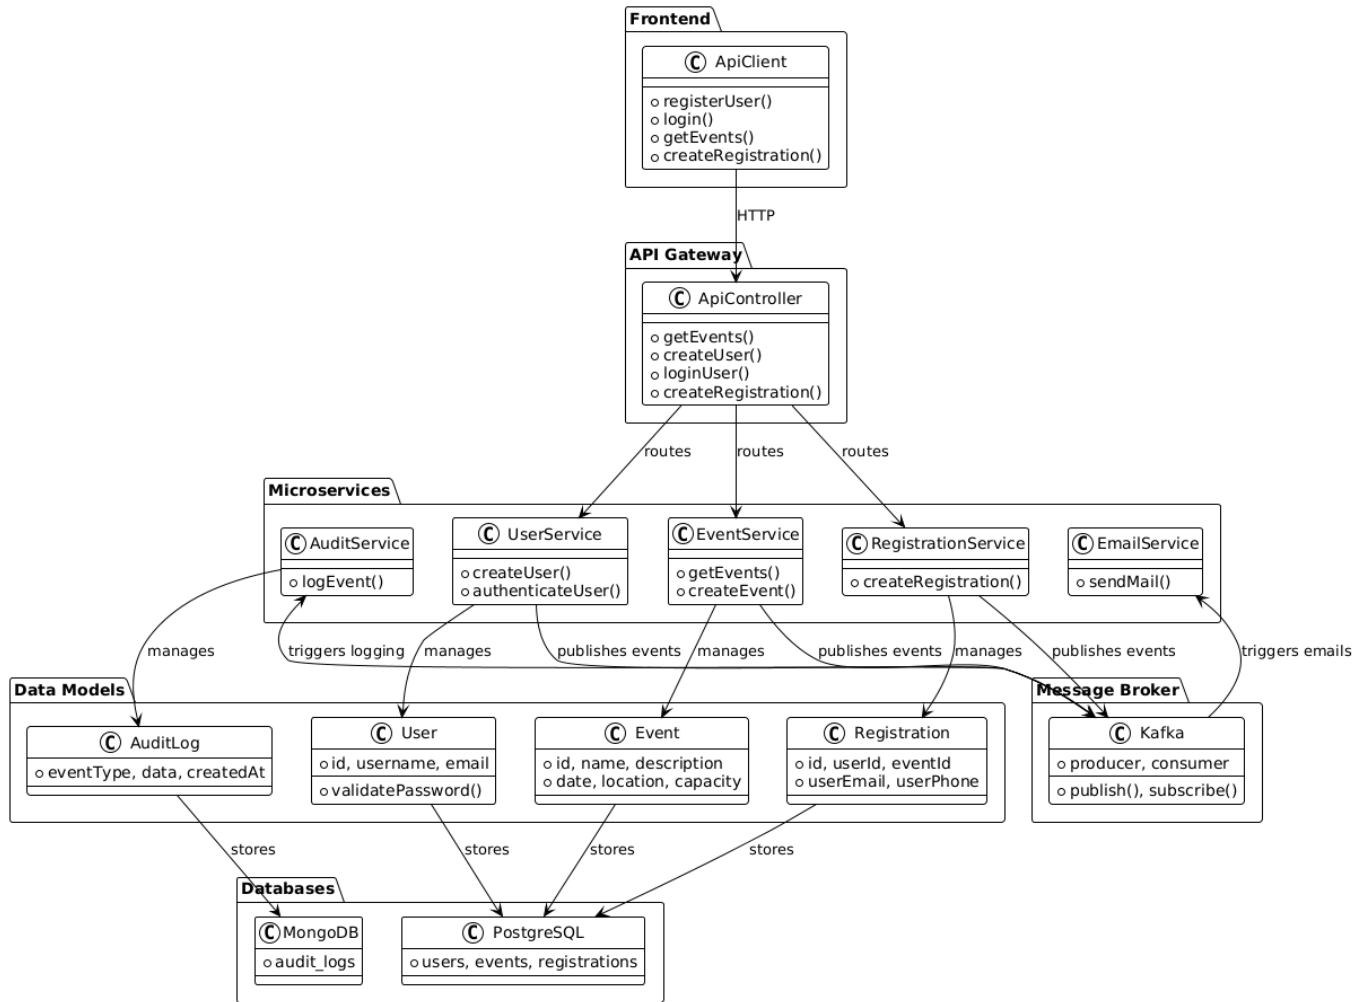 Frontend
C ApiClient
registerUser()
login()
getEvents()
createRegistration()
HTTP
API Gateway
C ApiController
getEvents()
createUser()
loginUser()
createRegistration()
routes
routes
routes
Microservices
C AuditService
logEvent()
C UserService
createUser()
authenticateUser()
C EventService
getEvents()
createEvent()
C RegistrationService
createRegistration()
C EmailService
sendMail()
manages
triggers logging
manages
publishes events
manages
publishes events
manages
publishes events
triggers emails
Data Models
C AuditLog
eventType, data, createdAt
C User
id, username, email
validatePassword()
C Event
id, name, description
date, location, capacity
C Registration
id, userId, eventId
userEmail, userPhone
Message Broker
C Kafka
producer, consumer
publish(), subscribe()
stores
stores
stores
stores
Databases
C MongoDB
audit_logs
C PostgreSQL
users, events, registrations